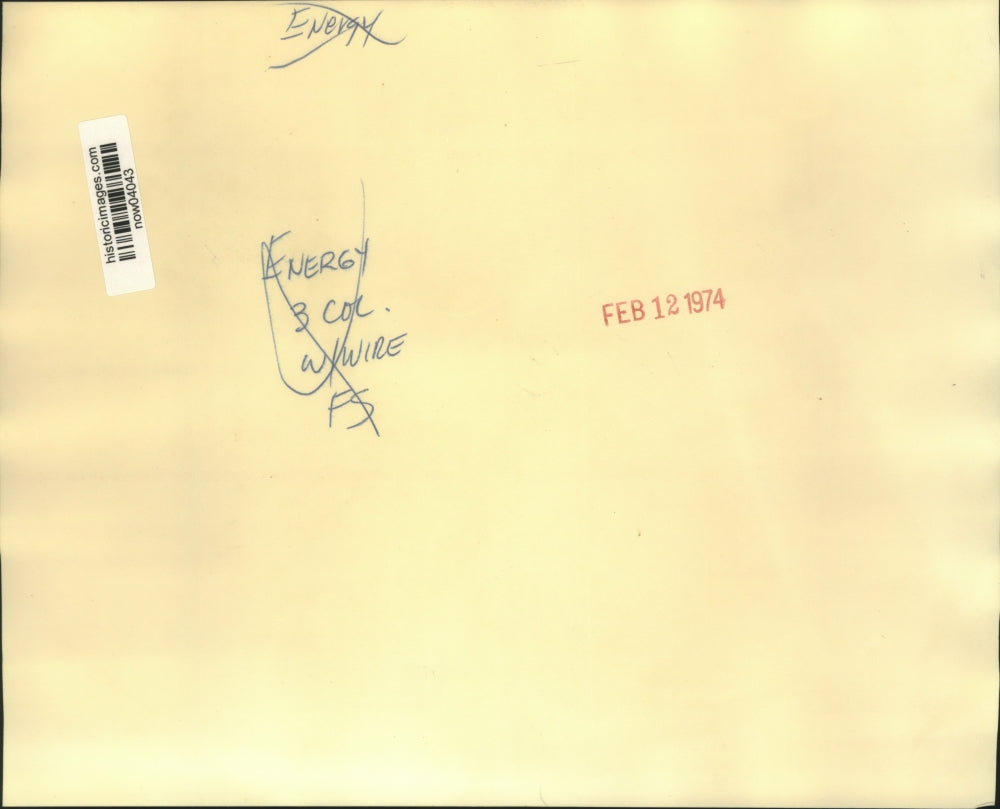 Energy
historicimages.com
now04043
ENERGY
3 COL.
W/WIRE
FS
FEB 12 1974